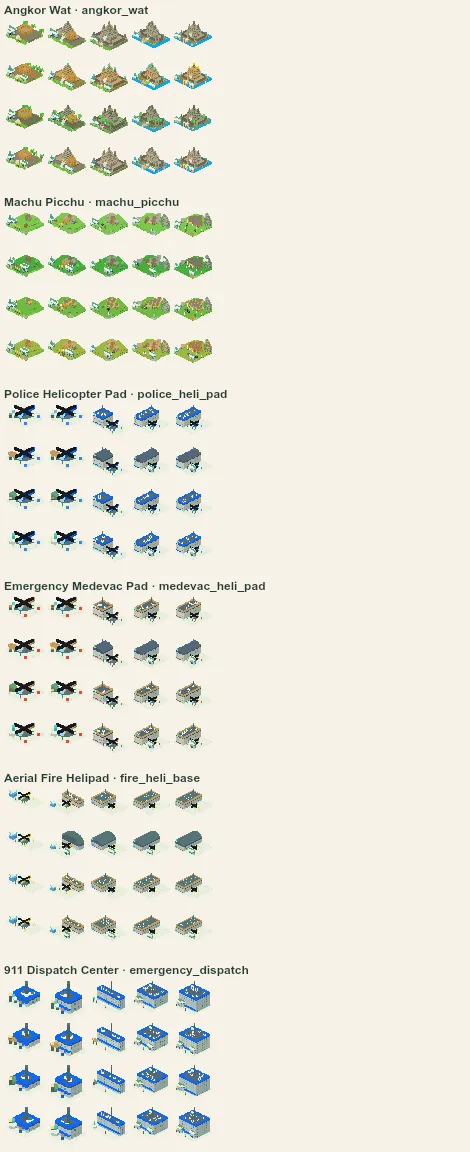 Angkor Wat · angkor_wat
Machu Picchu · machu_picchu
Police Helicopter Pad · police_heli_pad
Emergency Medevac Pad · medevac_heli_pad
Aerial Fire Helipad · fire_heli_base
911 Dispatch Center · emergency_dispatch